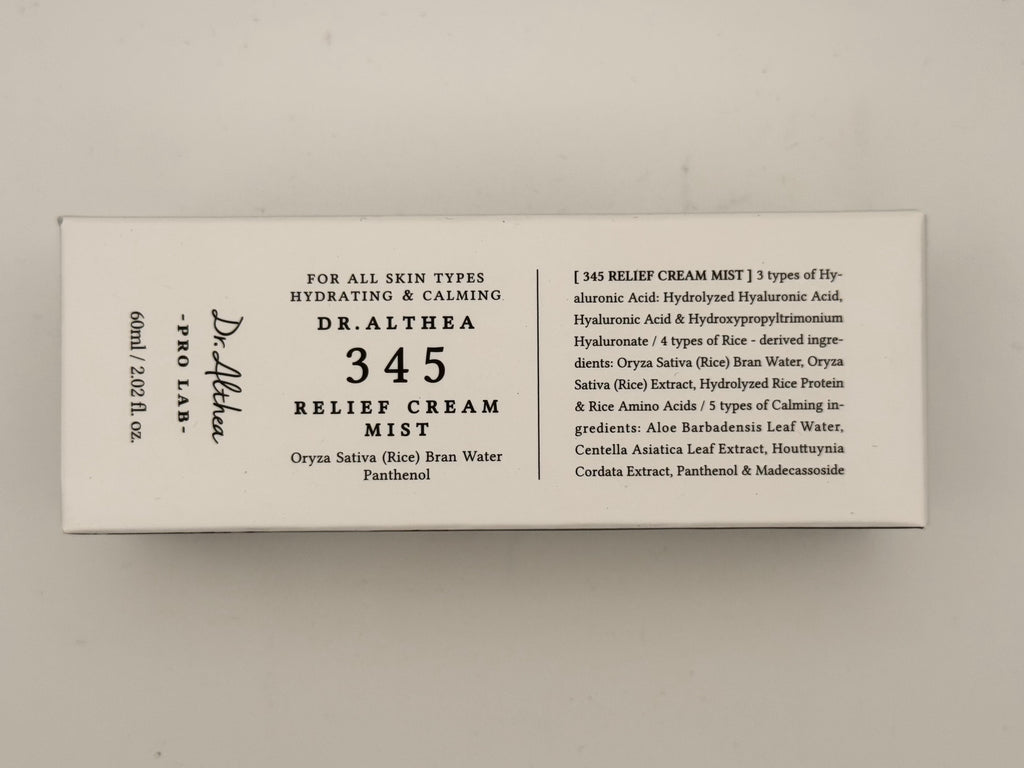 Dr. Althea
-PRO LAB-
60ml / 2.02 fl. oz.
FOR ALL SKIN TYPES
HYDRATING & CALMING
DR.ALTHEA
345
RELIEF CREAM
MIST
Oryza Sativa (Rice) Bran Water
Panthenol
[ 345 RELIEF CREAM MIST ] 3 types of Hy-
aluronic Acid: Hydrolyzed Hyaluronic Acid,
Hyaluronic Acid & Hydroxypropyltrimonium
Hyaluronate / 4 types of Rice - derived ingre-
dients: Oryza Sativa (Rice) Bran Water, Oryza
Sativa (Rice) Extract, Hydrolyzed Rice Protein
& Rice Amino Acids / 5 types of Calming in-
gredients: Aloe Barbadensis Leaf Water,
Centella Asiatica Leaf Extract, Houttuynia
Cordata Extract, Panthenol & Madecassoside